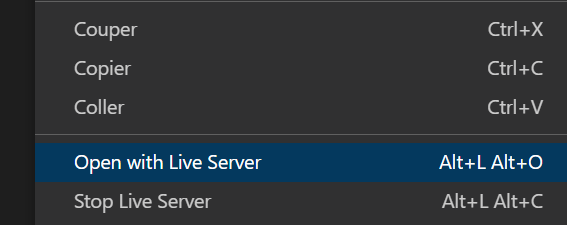 Couper Ctrl+X
Copier Ctrl+C
Coller Ctrl+V
Open with Live Server Alt+L Alt+O
Stop Live Server Alt+L Alt+C